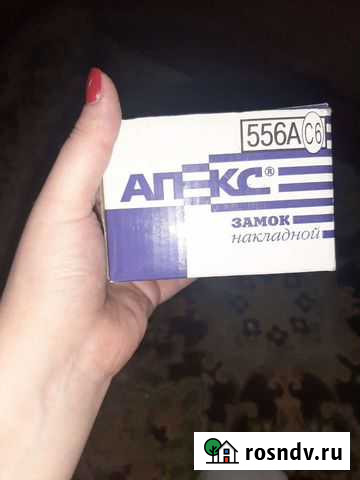 556А С6
АПЕКС®
ЗАМОК
накладной
rosndv.ru